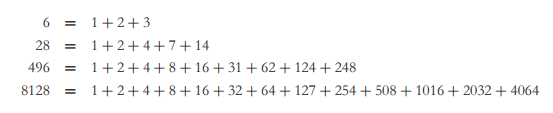 6 = 1 + 2 + 3
28 = 1 + 2 + 4 + 7 + 14
496 = 1 + 2 + 4 + 8 + 16 + 31 + 62 + 124 + 248
8128 = 1 + 2 + 4 + 8 + 16 + 32 + 64 + 127 + 254 + 508 + 1016 + 2032 + 4064